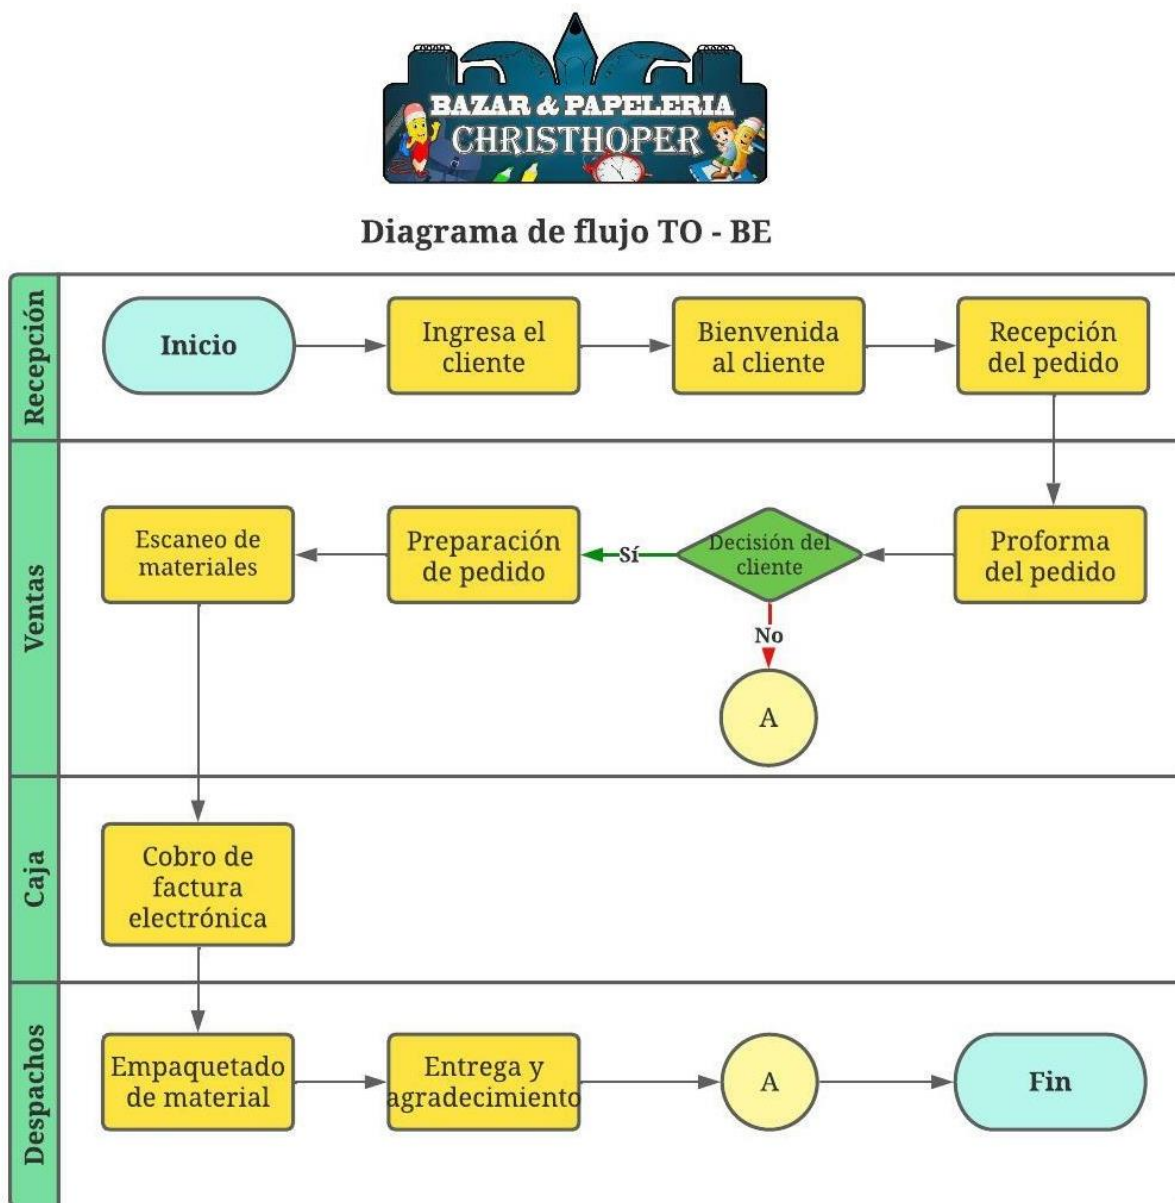 BAZAR & PAPELERIA
CHRISTHOPER
Diagrama de flujo TO - BE
Recepción
Inicio
Ingresa el
cliente
Bienvenida
al cliente
Recepción
del pedido
Ventas
Escaneo de
materiales
Preparación
de pedido
Sí
Decisión del
cliente
Proforma
del pedido
No
A
Caja
Cobro de
factura
electrónica
Despachos
Empaquetado
de material
Entrega y
agradecimiento
A
Fin